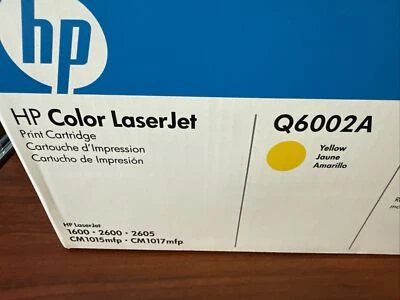 hp
HP Color LaserJet
Print Cartridge
Cartouche d'Impression
Cartucho de Impresión
Q6002A
Yellow
Jaune
Amarillo
HP LaserJet
1600 • 2600 • 2605
CM1015mfp • CM1017mfp